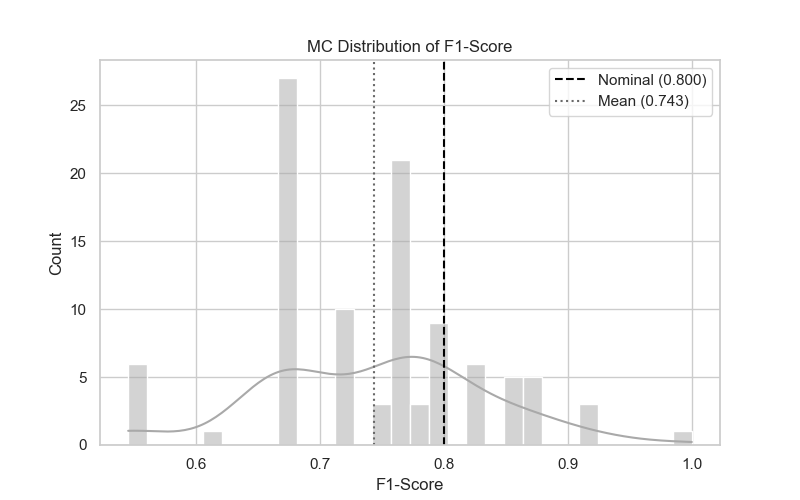 MC Distribution of F1-Score
Nominal (0.800)
Mean (0.743)
Count
25
20
15
10
5
0
0.6 0.7 0.8 0.9 1.0
F1-Score